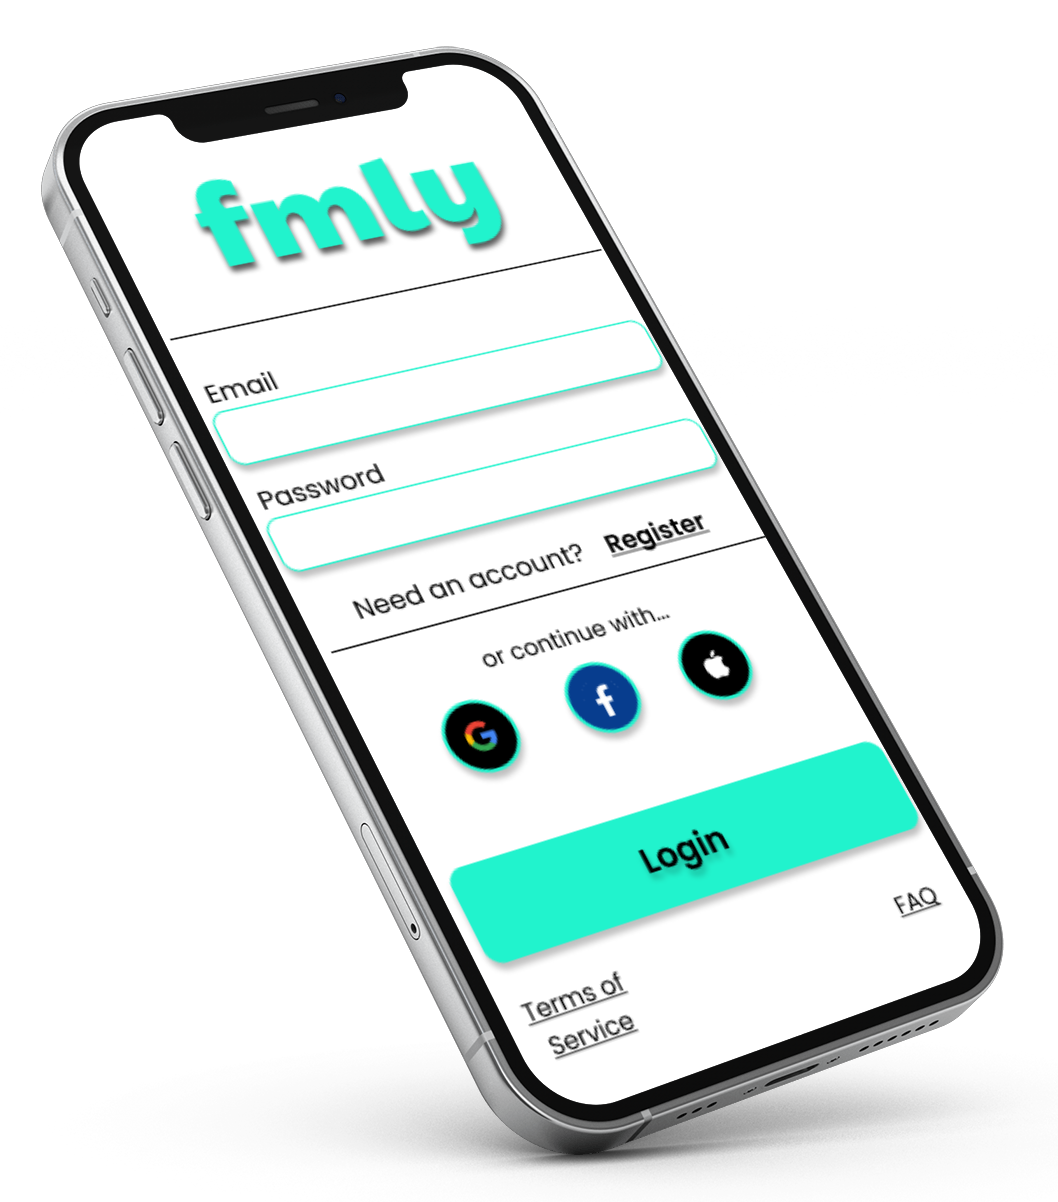 fmly
Email
Password
Need an account? Register
or continue with...
Login
FAQ
Terms of
Service